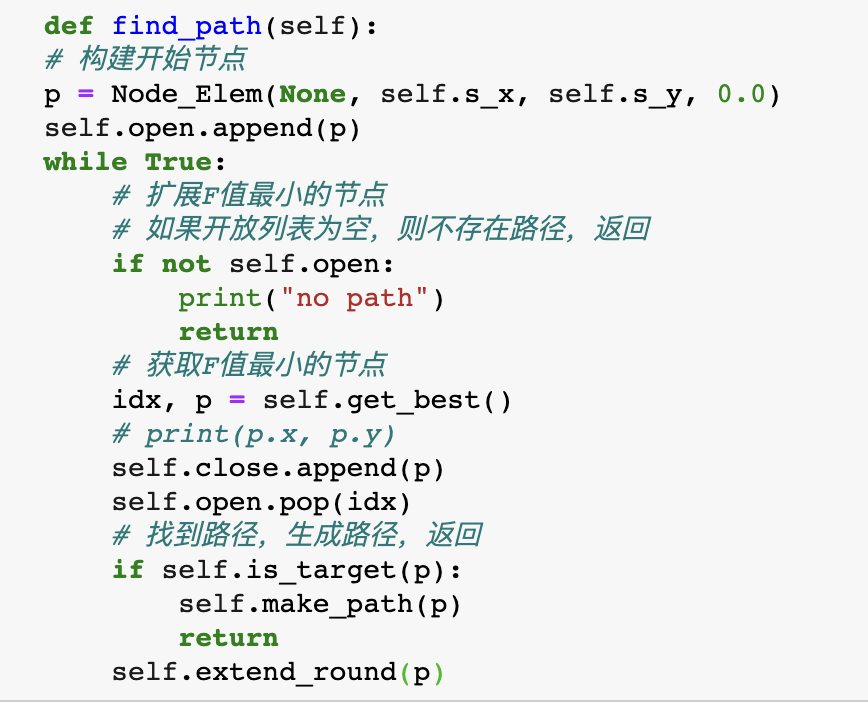 def find_path(self):
# 构建开始节点
p = Node_Elem(None, self.s_x, self.s_y, 0.0)
self.open.append(p)
while True:
    # 扩展F值最小的节点
    # 如果开放列表为空，则不存在路径，返回
    if not self.open:
        print("no path")
        return
    # 获取F值最小的节点
    idx, p = self.get_best()
    # print(p.x, p.y)
    self.close.append(p)
    self.open.pop(idx)
    # 找到路径，生成路径，返回
    if self.is_target(p):
        self.make_path(p)
        return
    self.extend_round(p)